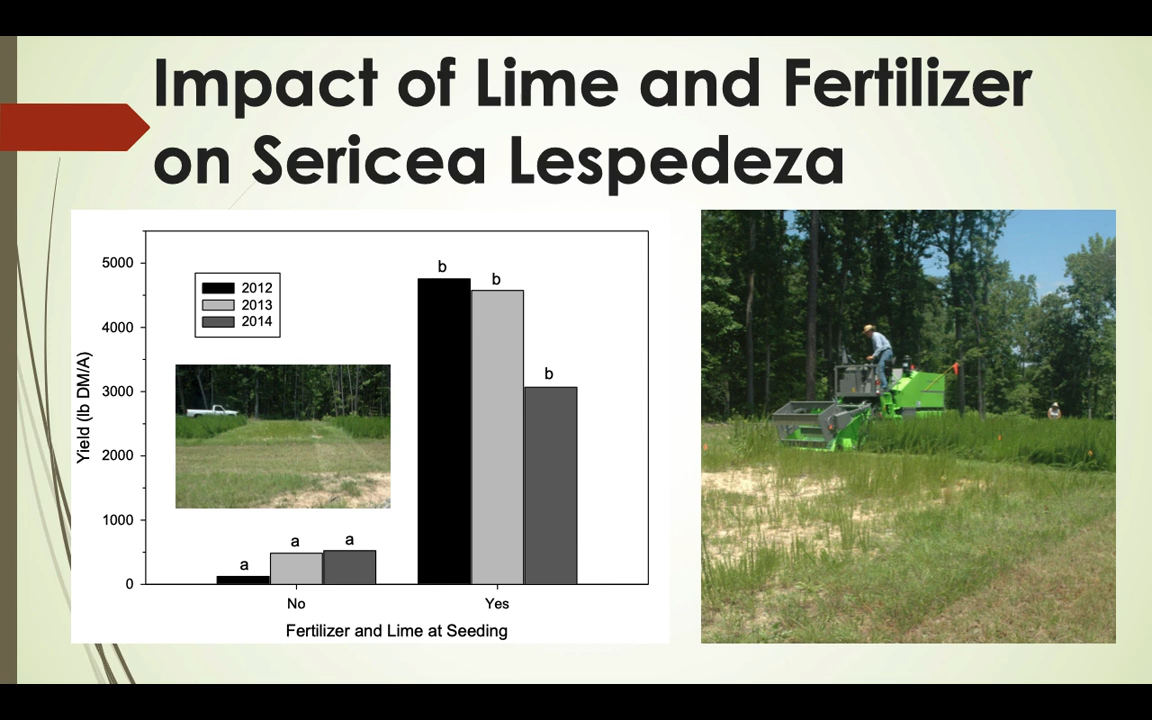 Impact of Lime and Fertilizer
on Sericea Lespedeza
5000
4000
3000
2000
1000
0
Yield (lb DM/A)
2012
2013
2014
a
a
a
b
b
b
No
Yes
Fertilizer and Lime at Seeding